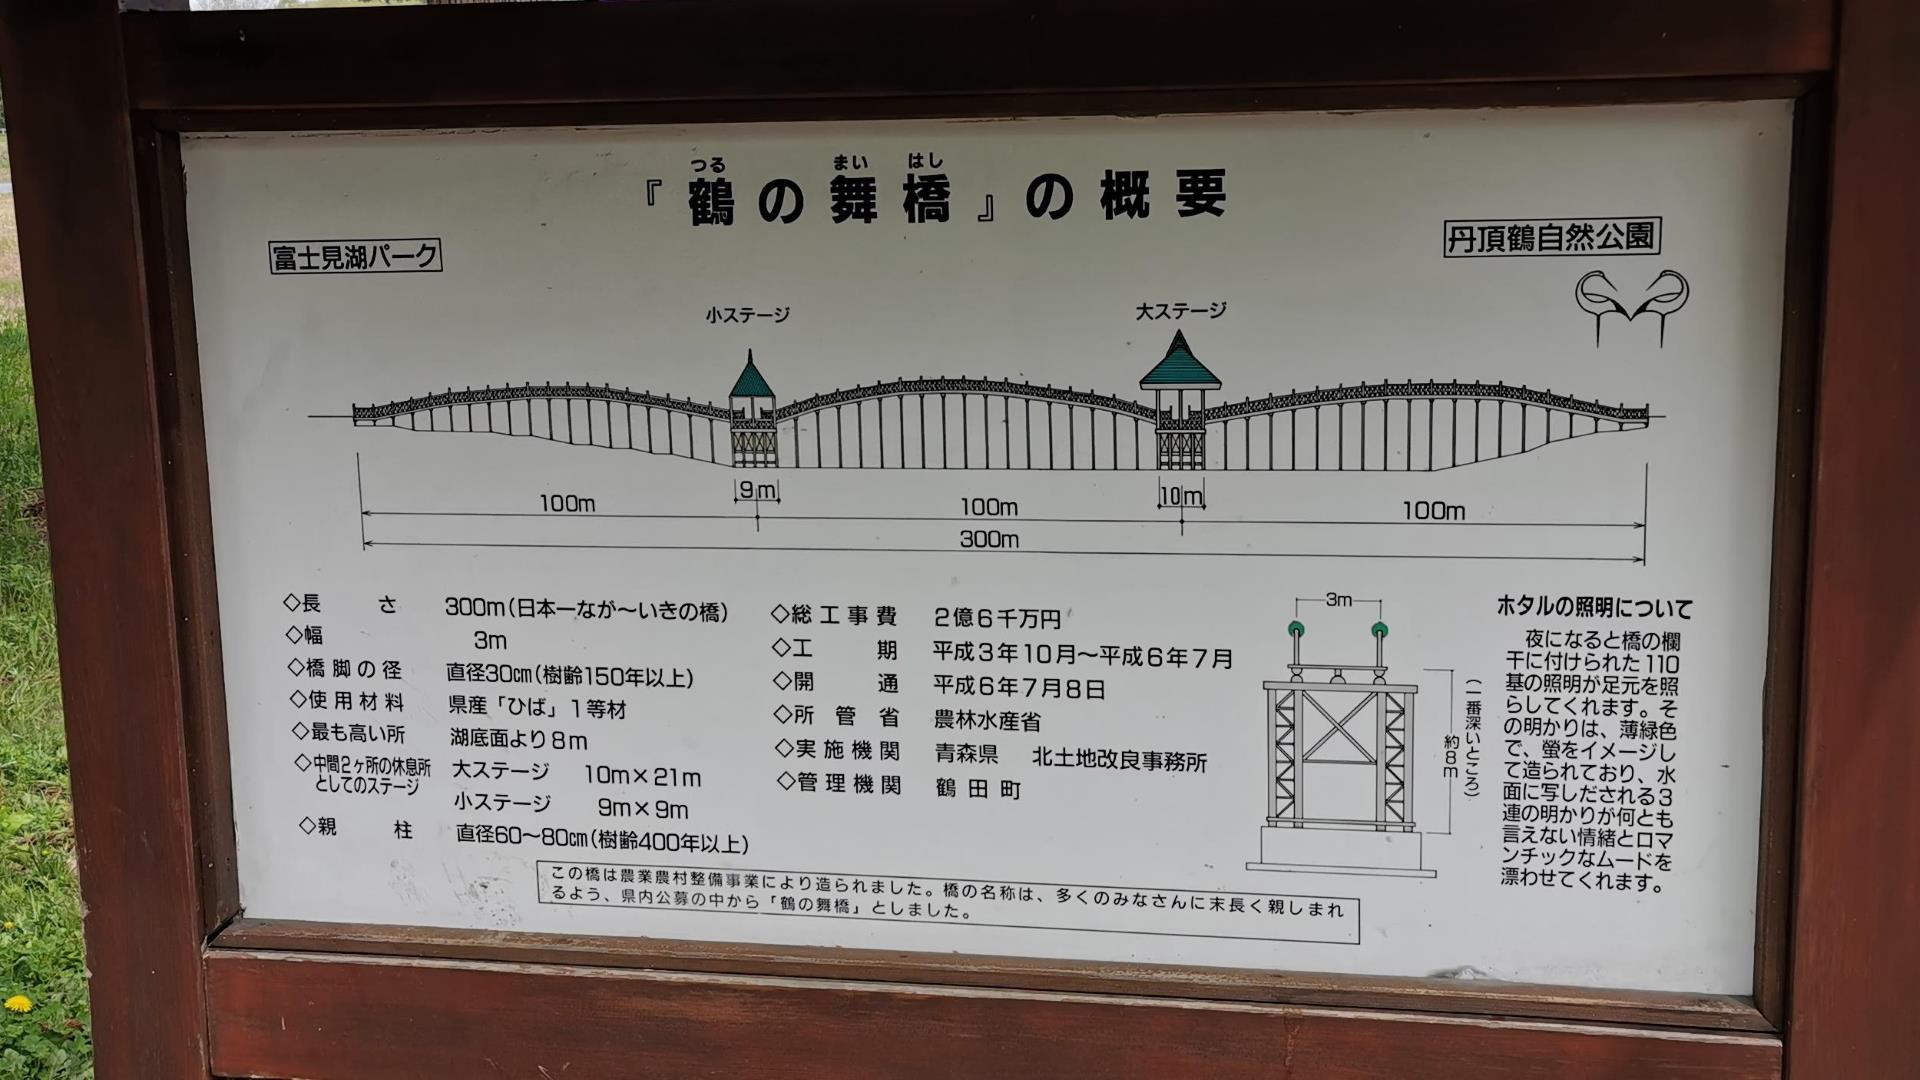 『鶴の舞橋』の概要
つる まい はし
富士見湖パーク
丹頂鶴自然公園
小ステージ
大ステージ
9m
10m
100m
100m
100m
300m
◇長さ 300m(日本一なが〜いきの橋)
◇幅 3m
◇橋脚の径 直径30㎝(樹齢150年以上)
◇使用材料 県産「ひば」1等材
◇最も高い所 湖底面より8m
◇中間2ヶ所の休息所 大ステージ 10m×21m
としてのステージ
小ステージ 9m×9m
◇親柱 直径60〜80㎝(樹齢400年以上)
◇総工事費 2億6千万円
◇工期 平成3年10月〜平成6年7月
◇開通 平成6年7月8日
◇所管省 農林水産省
◇実施機関 青森県 北土地改良事務所
◇管理機関 鶴田町
3m
約8m
(一番深いところ)
ホタルの照明について
夜になると橋の欄
干に付けられた110
基の照明が足元を照
らしてくれます。そ
の明かりは、薄緑色
で、螢をイメージし
て造られており、水
面に写しだされる3
連の明かりが何とも
言えない情緒とロマ
ンチックなムードを
漂わせてくれます。
この橋は農業農村整備事業により造られました。橋の名称は、多くのみなさんに末長く親しまれ
るよう、県内公募の中から「鶴の舞橋」としました。